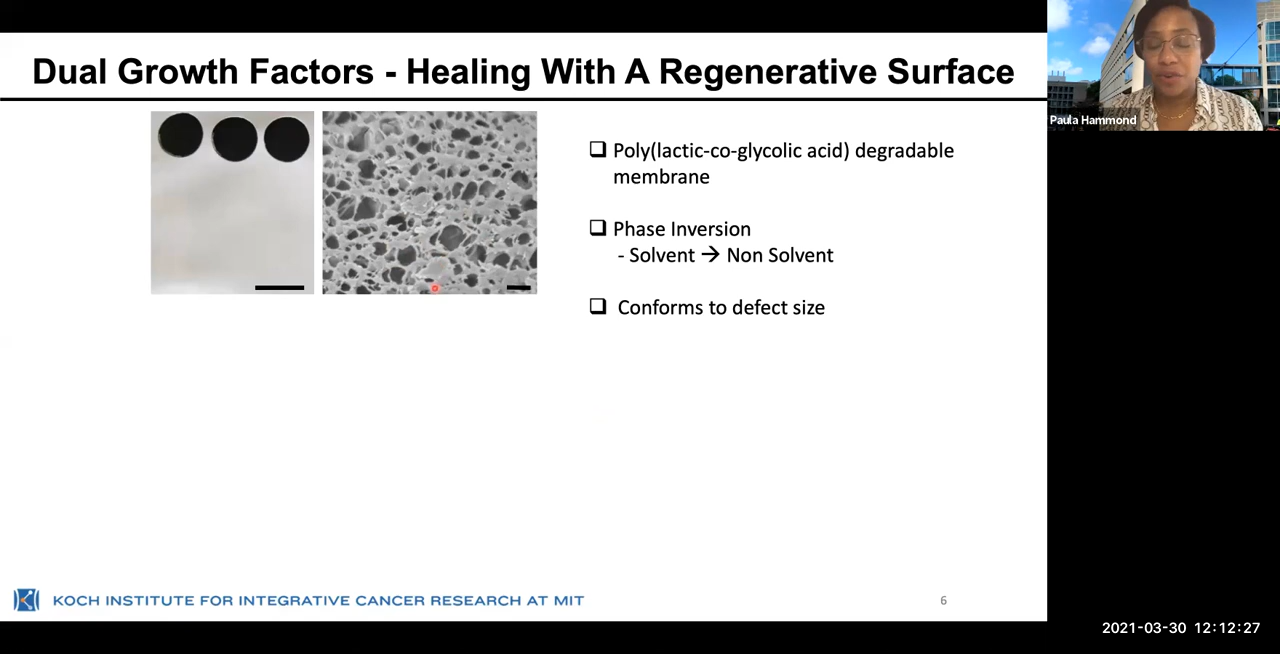 Dual Growth Factors - Healing With A Regenerative Surface
Paula Hammond
❑ Poly(lactic-co-glycolic acid) degradable
membrane
❑ Phase Inversion
- Solvent → Non Solvent
❑ Conforms to defect size
KOCH INSTITUTE FOR INTEGRATIVE CANCER RESEARCH AT MIT
6
2021-03-30 12:12:27